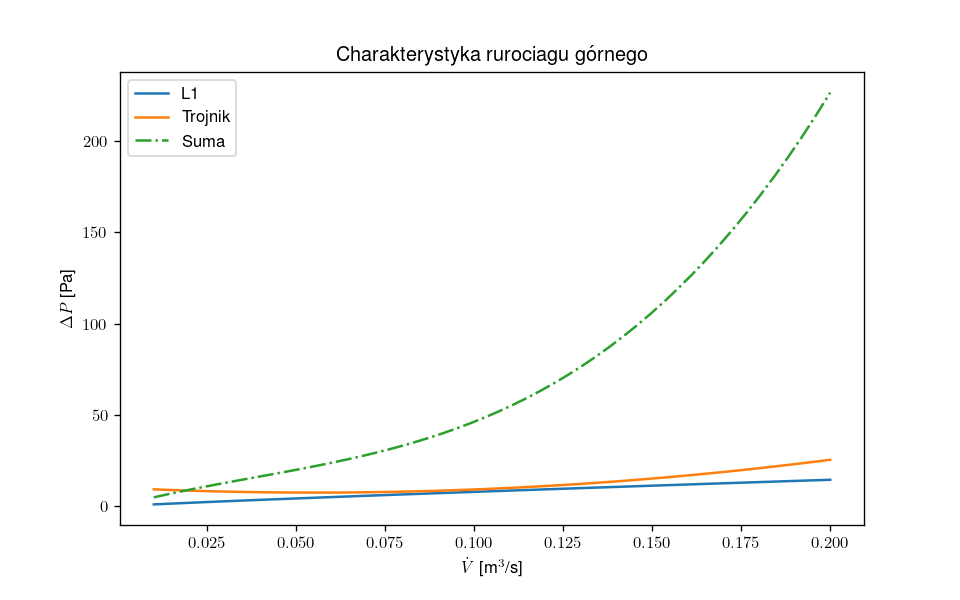 Charakterystyka rurociagu górnego
L1
Trojnik
Suma
200
150
100
50
0
ΔP [Pa]
0.025 0.050 0.075 0.100 0.125 0.150 0.175 0.200
V̇ [m³/s]